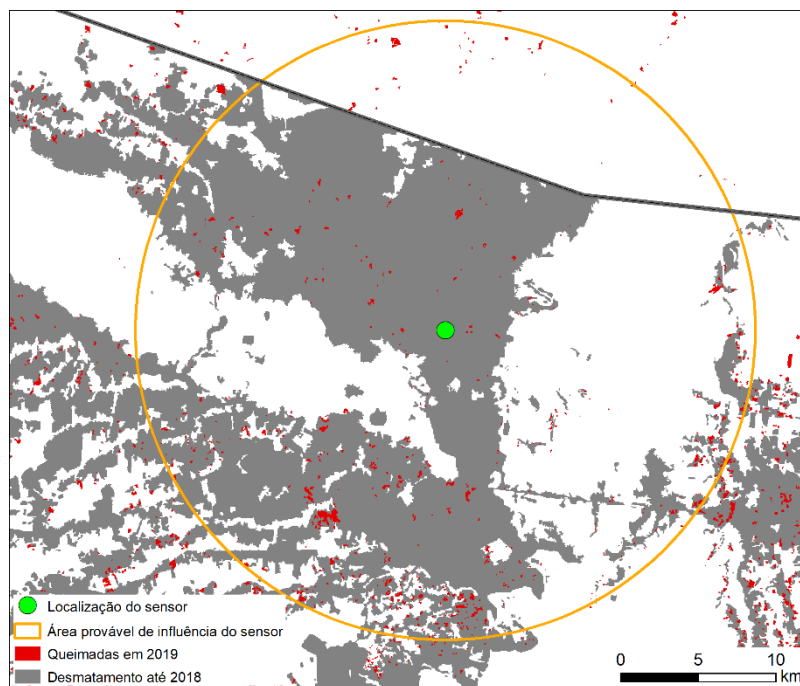 Localização do sensor
Área provável de influência do sensor
Queimadas em 2019
Desmatamento até 2018
0 5 10
km